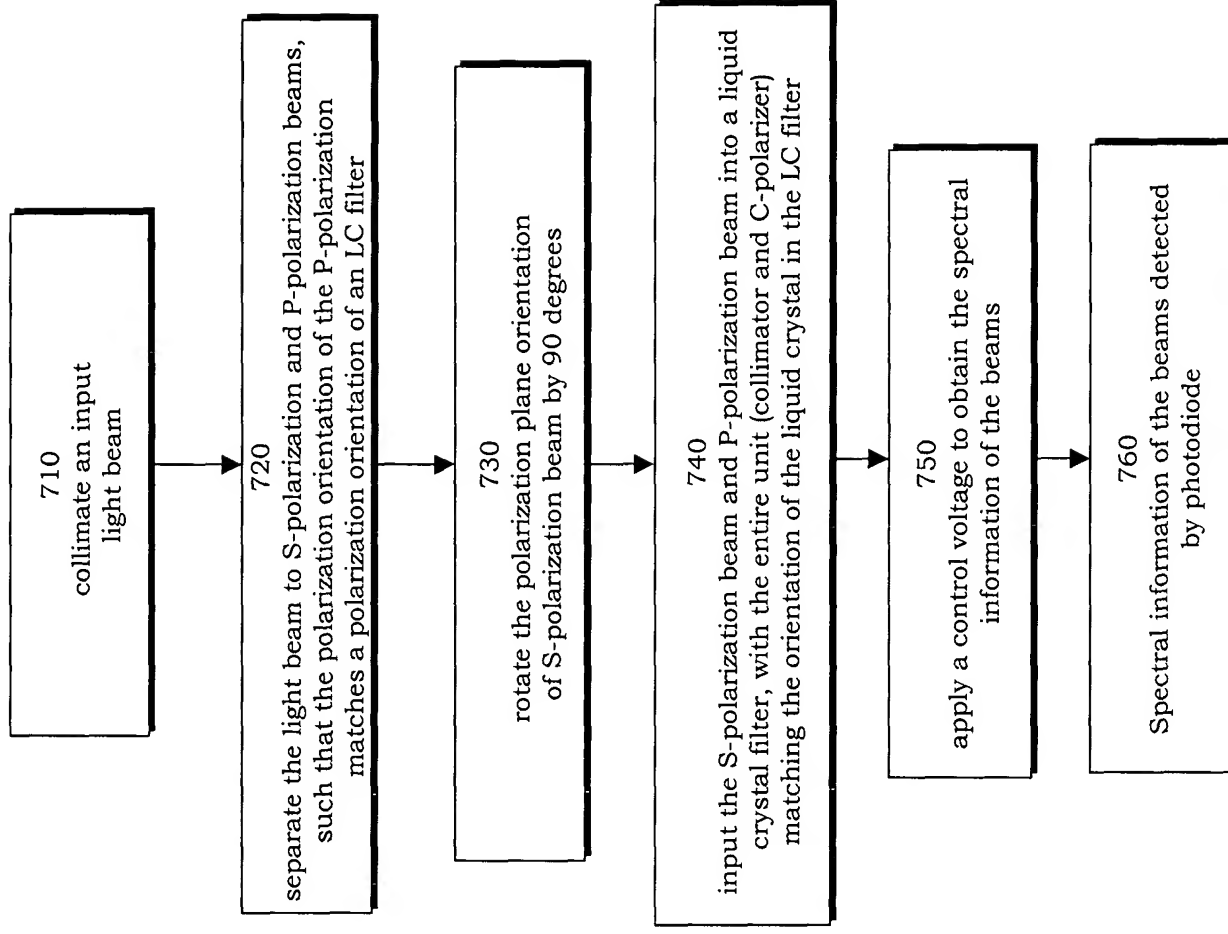 710
collimate an input
light beam
720
separate the light beam to S-polarization and P-polarization beams,
such that the polarization orientation of the P-polarization
matches a polarization orientation of an LC filter
730
rotate the polarization plane orientation
of S-polarization beam by 90 degrees
740
input the S-polarization beam and P-polarization beam into a liquid
crystal filter, with the entire unit (collimator and C-polarizer)
matching the orientation of the liquid crystal in the LC filter
750
apply a control voltage to obtain the spectral
information of the beams
760
Spectral information of the beams detected
by photodiode